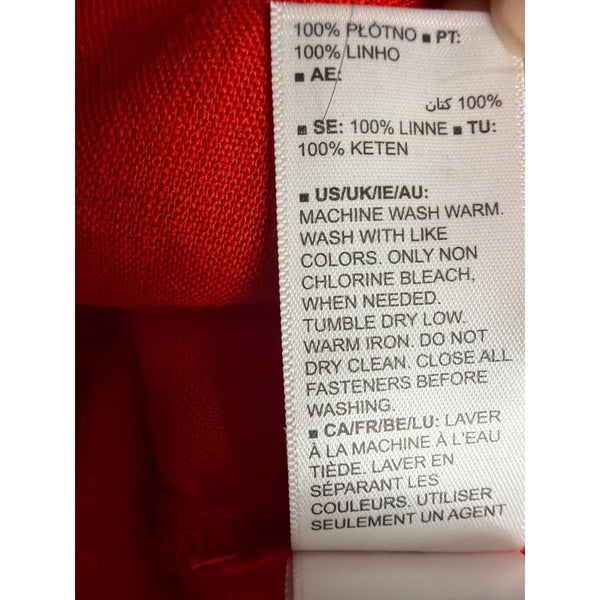 100% PŁÓTNO ■ PT:
100% LINHO
■ AE:
100% كتان
■ SE: 100% LINNE ■ TU:
100% KETEN
■ US/UK/IE/AU:
MACHINE WASH WARM.
WASH WITH LIKE
COLORS. ONLY NON
CHLORINE BLEACH,
WHEN NEEDED.
TUMBLE DRY LOW.
WARM IRON. DO NOT
DRY CLEAN. CLOSE ALL
FASTENERS BEFORE
WASHING.
■ CA/FR/BE/LU: LAVER
À LA MACHINE À L'EAU
TIÈDE. LAVER EN
SÉPARANT LES
COULEURS. UTILISER
SEULEMENT UN AGENT